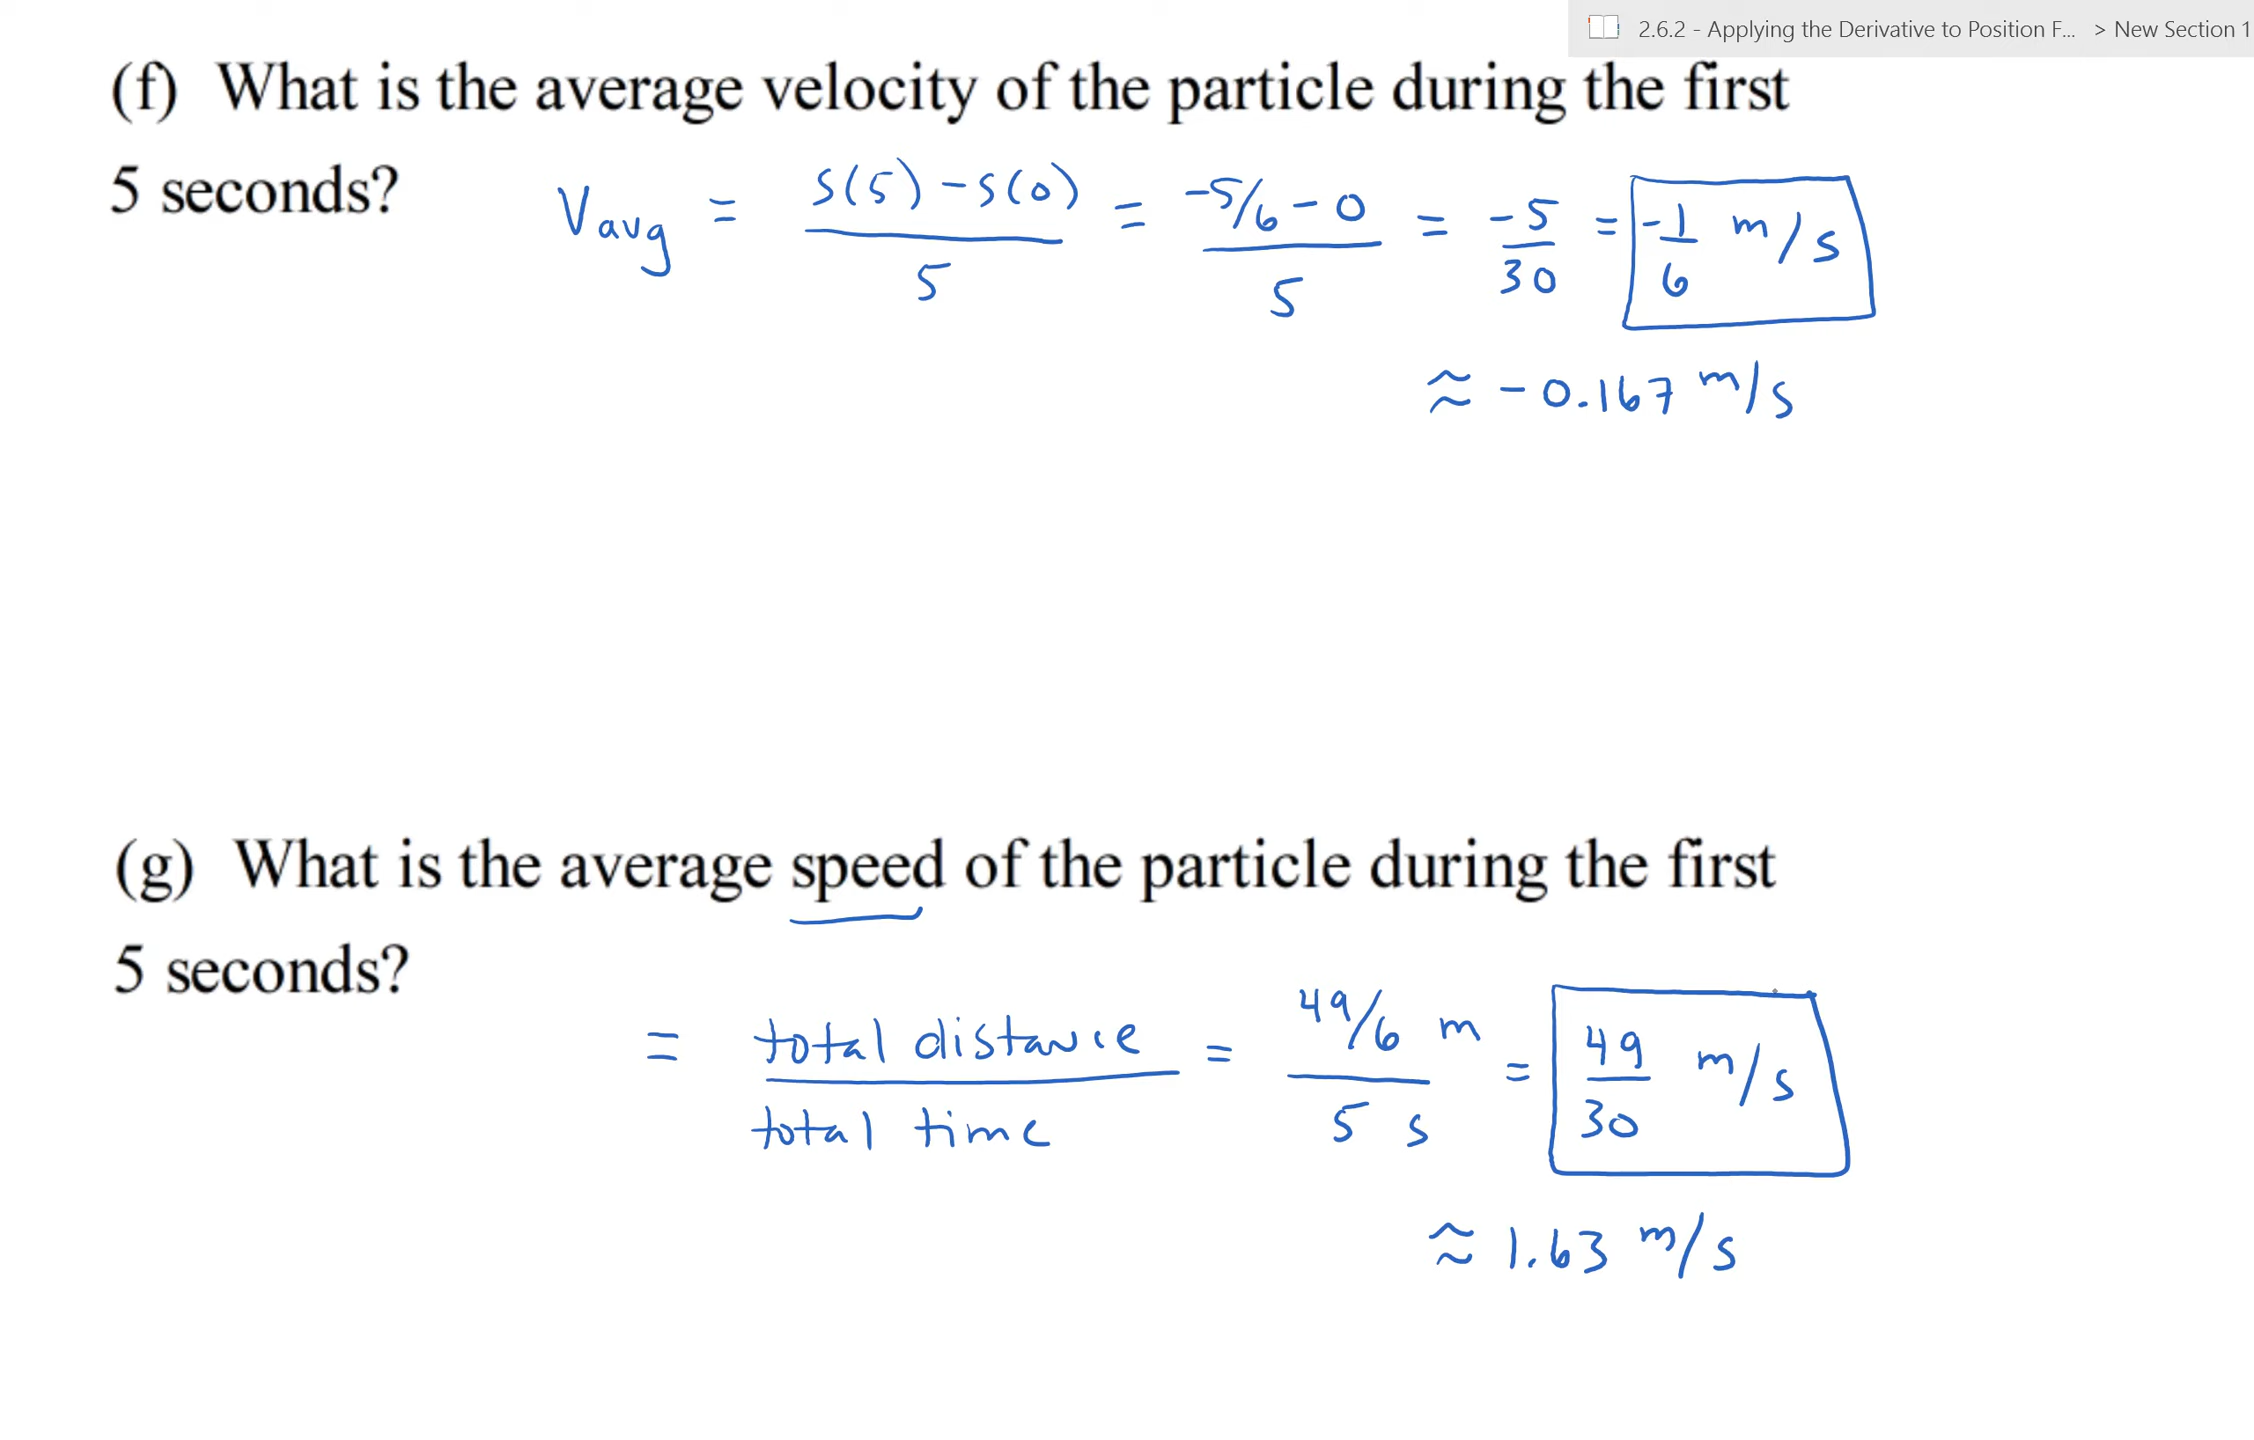 2.6.2 - Applying the Derivative to Position F... > New Section 1
(f) What is the average velocity of the particle during the first
5 seconds? Vavg = (s(5) - s(0))/5 = (-5/6 - 0)/5 = -5/30 = -1/6 m/s
≈ -0.167 m/s
(g) What is the average speed of the particle during the first
5 seconds?
= total distance/total time = (49/6 m)/(5 s) = 49/30 m/s
≈ 1.63 m/s